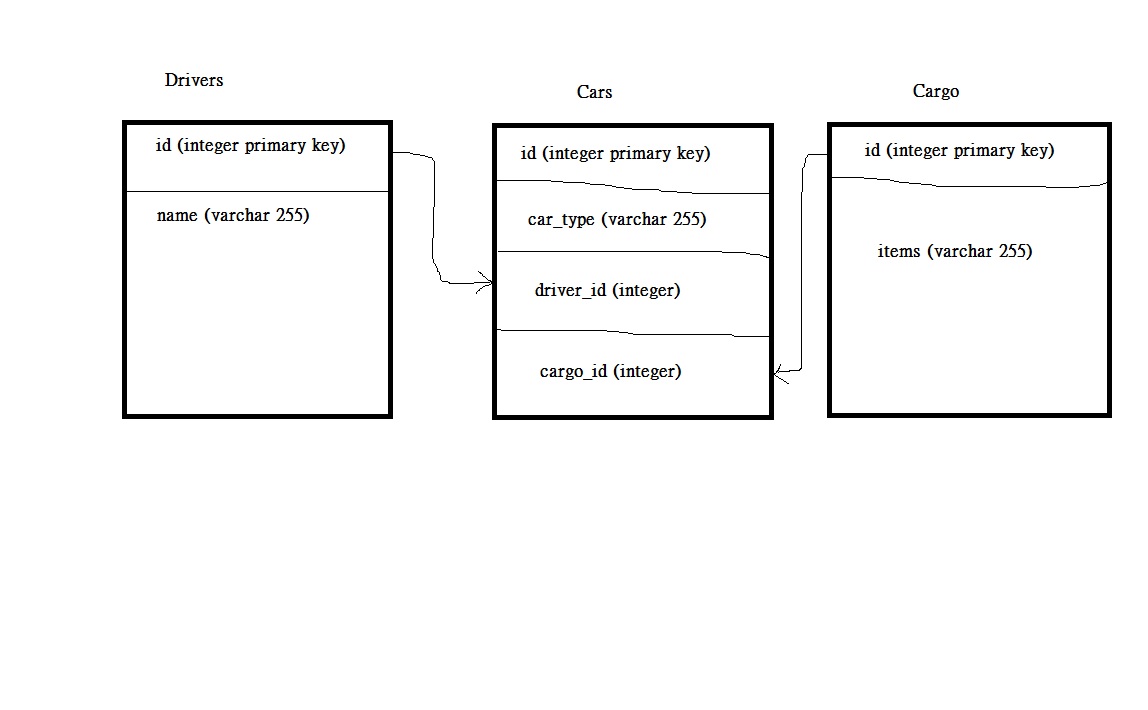 Drivers
id (integer primary key)
name (varchar 255)
Cars
id (integer primary key)
car_type (varchar 255)
driver_id (integer)
cargo_id (integer)
Cargo
id (integer primary key)
items (varchar 255)